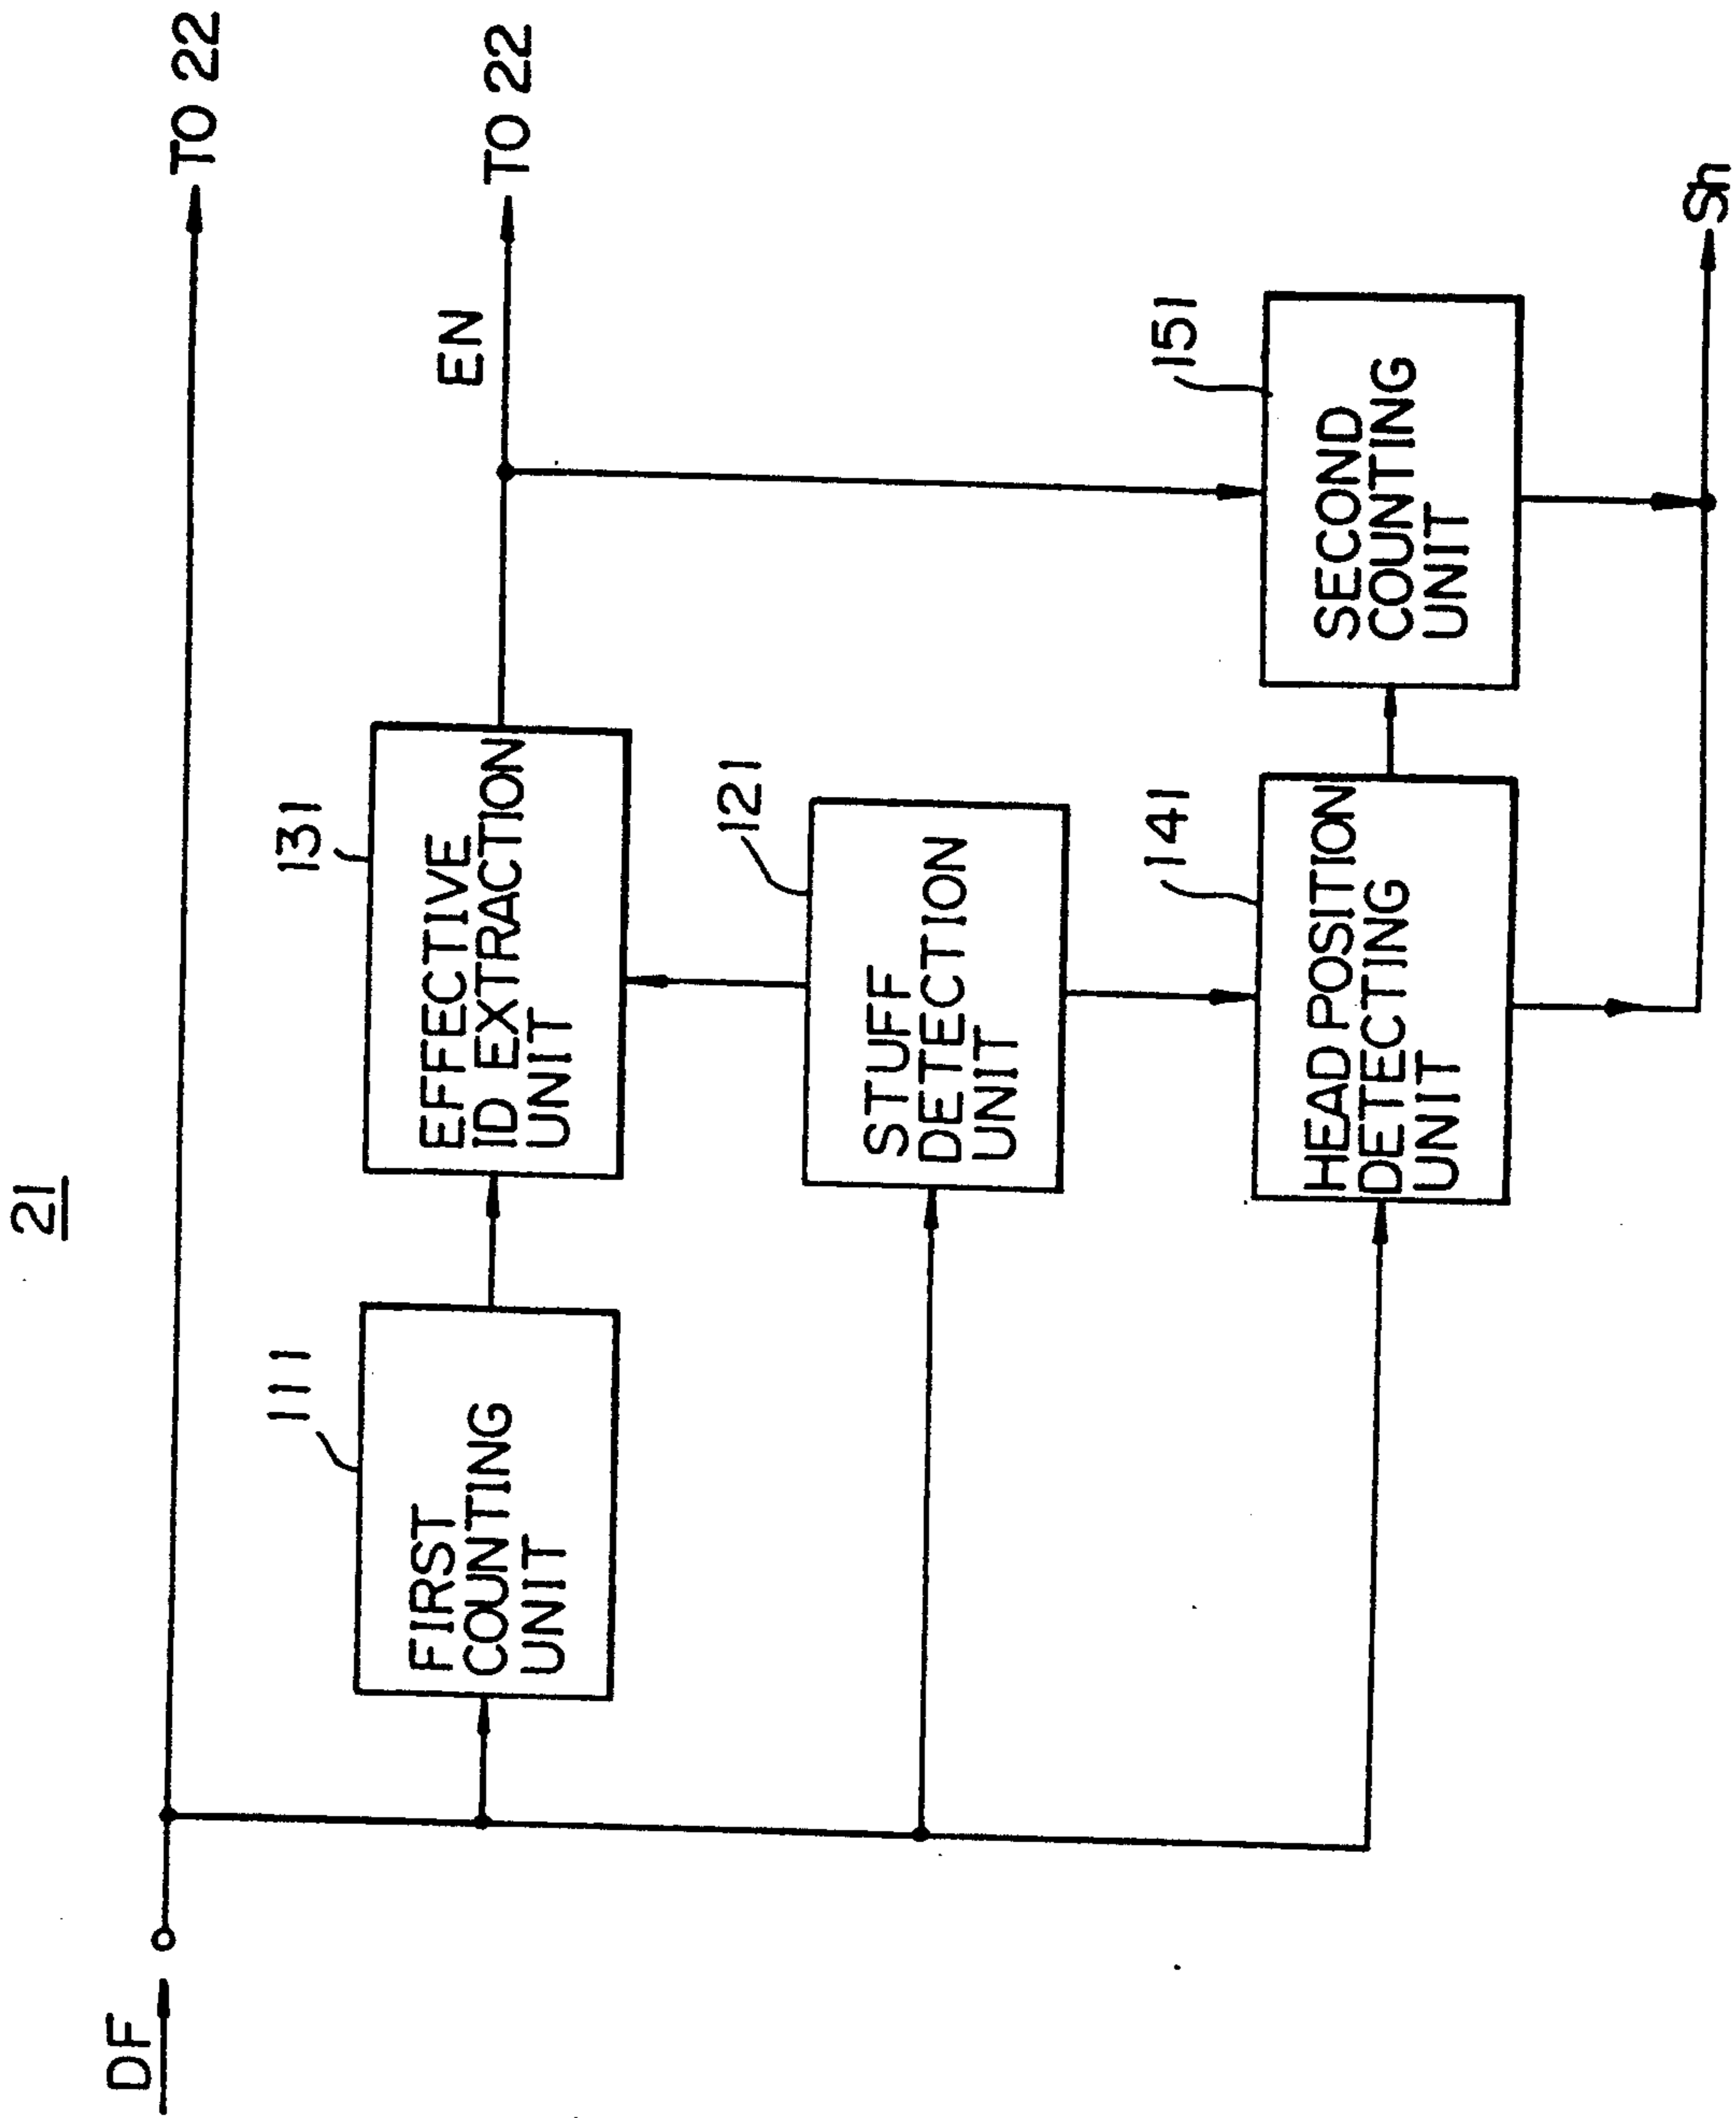 21
DF
TO 22
EN
TO 22
111
FIRST
COUNTING
UNIT
131
EFFECTIVE
ID EXTRACTION
UNIT
121
STUFF
DETECTION
UNIT
141
HEAD POSITION
DETECTING
UNIT
151
SECOND
COUNTING
UNIT
Sh